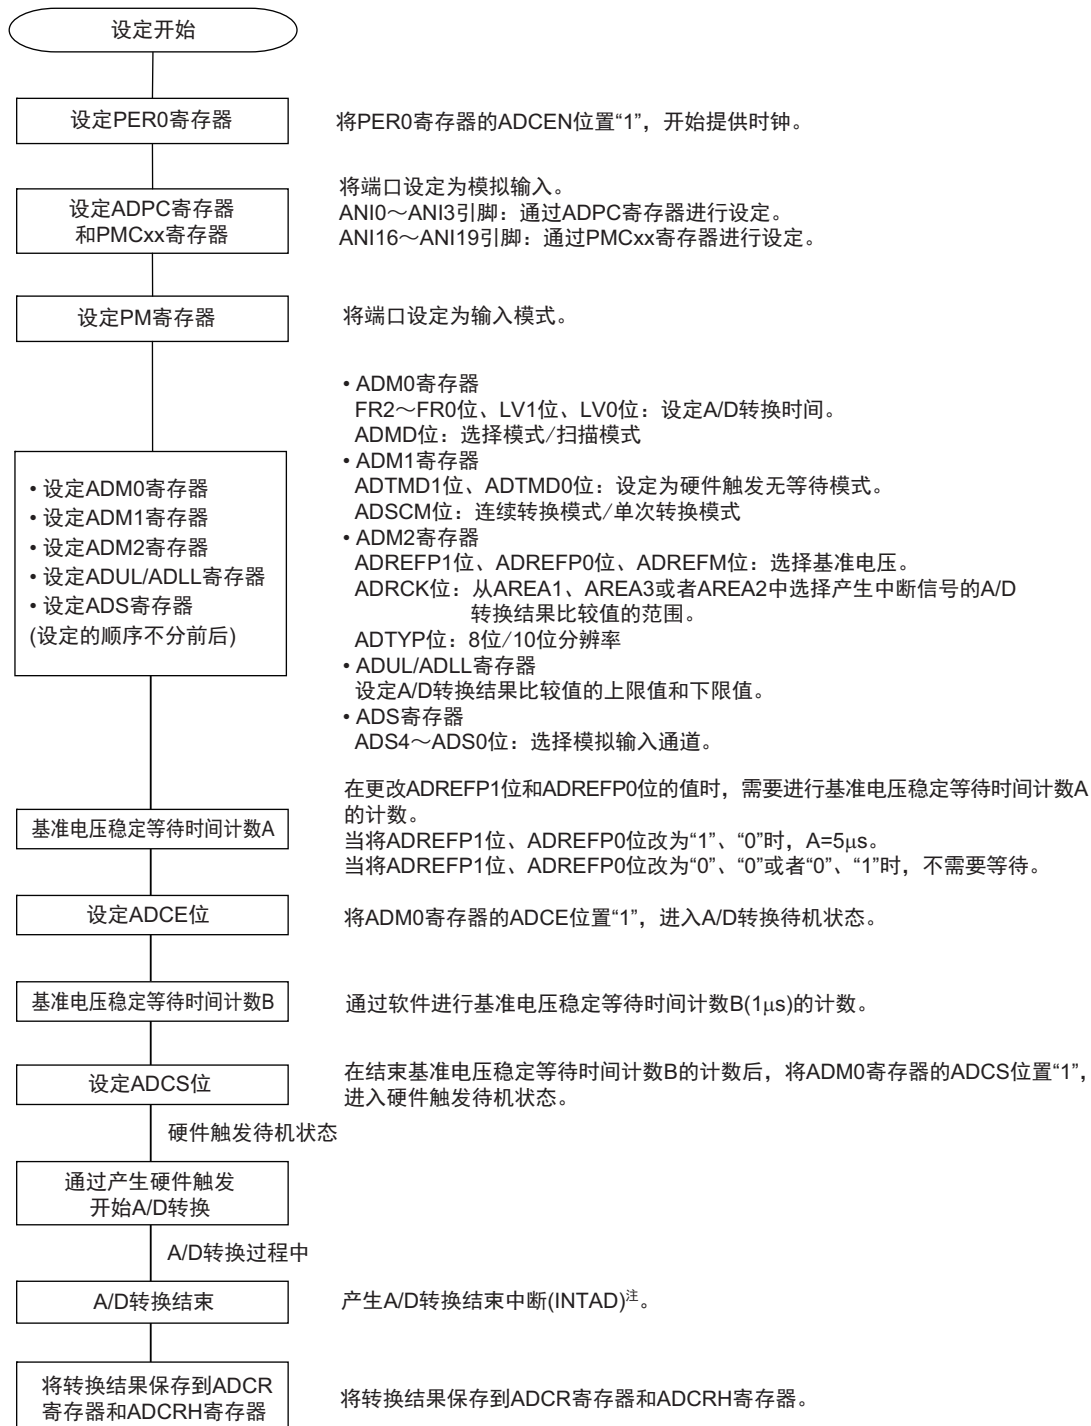 设定开始
设定PER0寄存器
将PER0寄存器的ADCEN位置“1”，开始提供时钟。
设定ADPC寄存器
和PMCxx寄存器
将端口设定为模拟输入。
ANI0～ANI3引脚：通过ADPC寄存器进行设定。
ANI16～ANI19引脚：通过PMCxx寄存器进行设定。
设定PM寄存器
将端口设定为输入模式。
• 设定ADM0寄存器
• 设定ADM1寄存器
• 设定ADM2寄存器
• 设定ADUL/ADLL寄存器
• 设定ADS寄存器
(设定的顺序不分前后)
• ADM0寄存器
FR2～FR0位、LV1位、LV0位：设定A/D转换时间。
ADMD位：选择模式/扫描模式
• ADM1寄存器
ADTMD1位、ADTMD0位：设定为硬件触发无等待模式。
ADSCM位：连续转换模式/单次转换模式
• ADM2寄存器
ADREFP1位、ADREFP0位、ADREFM位：选择基准电压。
ADRCK位：从AREA1、AREA3或者AREA2中选择产生中断信号的A/D
转换结果比较值的范围。
ADTYP位：8位/10位分辨率
• ADUL/ADLL寄存器
设定A/D转换结果比较值的上限值和下限值。
• ADS寄存器
ADS4～ADS0位：选择模拟输入通道。
基准电压稳定等待时间计数A
在更改ADREFP1位和ADREFP0位的值时，需要进行基准电压稳定等待时间计数A
的计数。
当将ADREFP1位、ADREFP0位改为“1”、“0”时，A=5μs。
当将ADREFP1位、ADREFP0位改为“0”、“0”或者“0”、“1”时，不需要等待。
设定ADCE位
将ADM0寄存器的ADCE位置“1”，进入A/D转换待机状态。
基准电压稳定等待时间计数B
通过软件进行基准电压稳定等待时间计数B(1μs)的计数。
设定ADCS位
在结束基准电压稳定等待时间计数B的计数后，将ADM0寄存器的ADCS位置“1”，
进入硬件触发待机状态。
硬件触发待机状态
通过产生硬件触发
开始A/D转换
A/D转换过程中
A/D转换结束
产生A/D转换结束中断(INTAD)注。
将转换结果保存到ADCR
寄存器和ADCRH寄存器
将转换结果保存到ADCR寄存器和ADCRH寄存器。